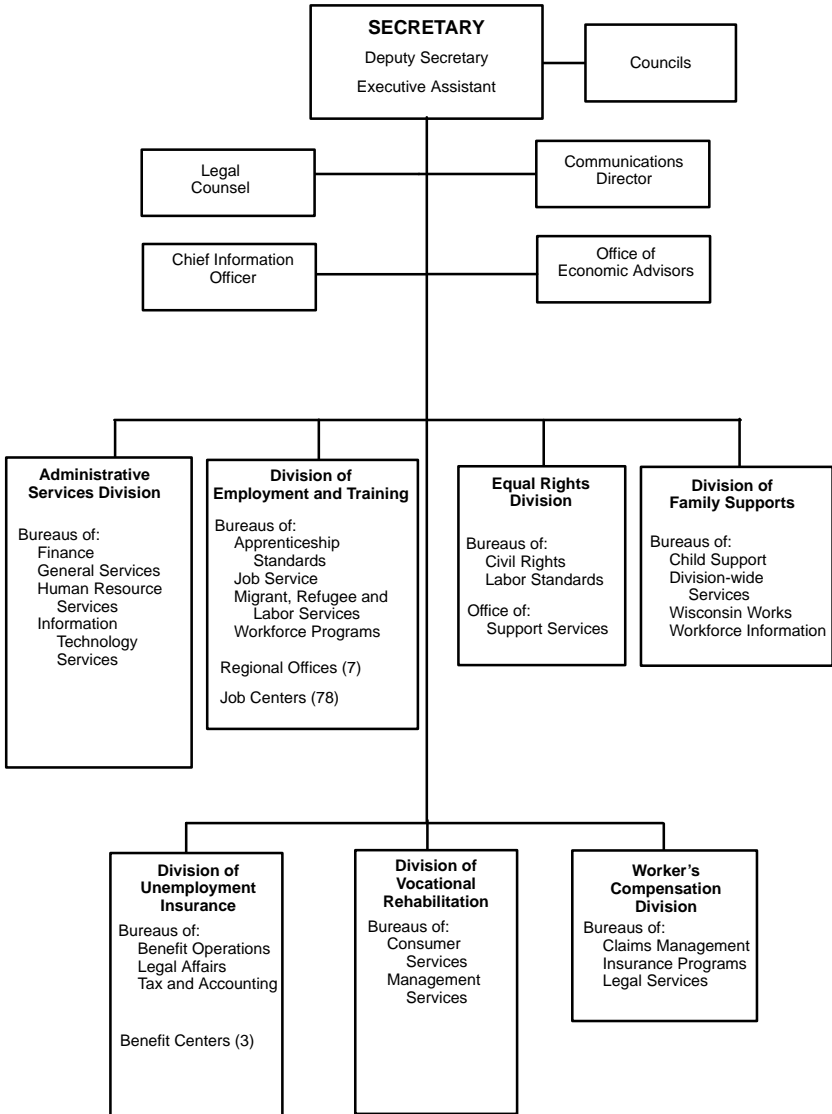 SECRETARY
Deputy Secretary
Executive Assistant
Councils
Legal
Counsel
Communications
Director
Chief Information
Officer
Office of
Economic Advisors
Administrative
Services Division
Bureaus of:
Finance
General Services
Human Resource
Services
Information
Technology
Services
Division of
Employment and Training
Bureaus of:
Apprenticeship
Standards
Job Service
Migrant, Refugee and
Labor Services
Workforce Programs
Regional Offices (7)
Job Centers (78)
Equal Rights
Division
Bureaus of:
Civil Rights
Labor Standards
Office of:
Support Services
Division of
Family Supports
Bureaus of:
Child Support
Division-wide
Services
Wisconsin Works
Workforce Information
Division of
Unemployment
Insurance
Bureaus of:
Benefit Operations
Legal Affairs
Tax and Accounting
Benefit Centers (3)
Division of
Vocational
Rehabilitation
Bureaus of:
Consumer
Services
Management
Services
Worker's
Compensation
Division
Bureaus of:
Claims Management
Insurance Programs
Legal Services